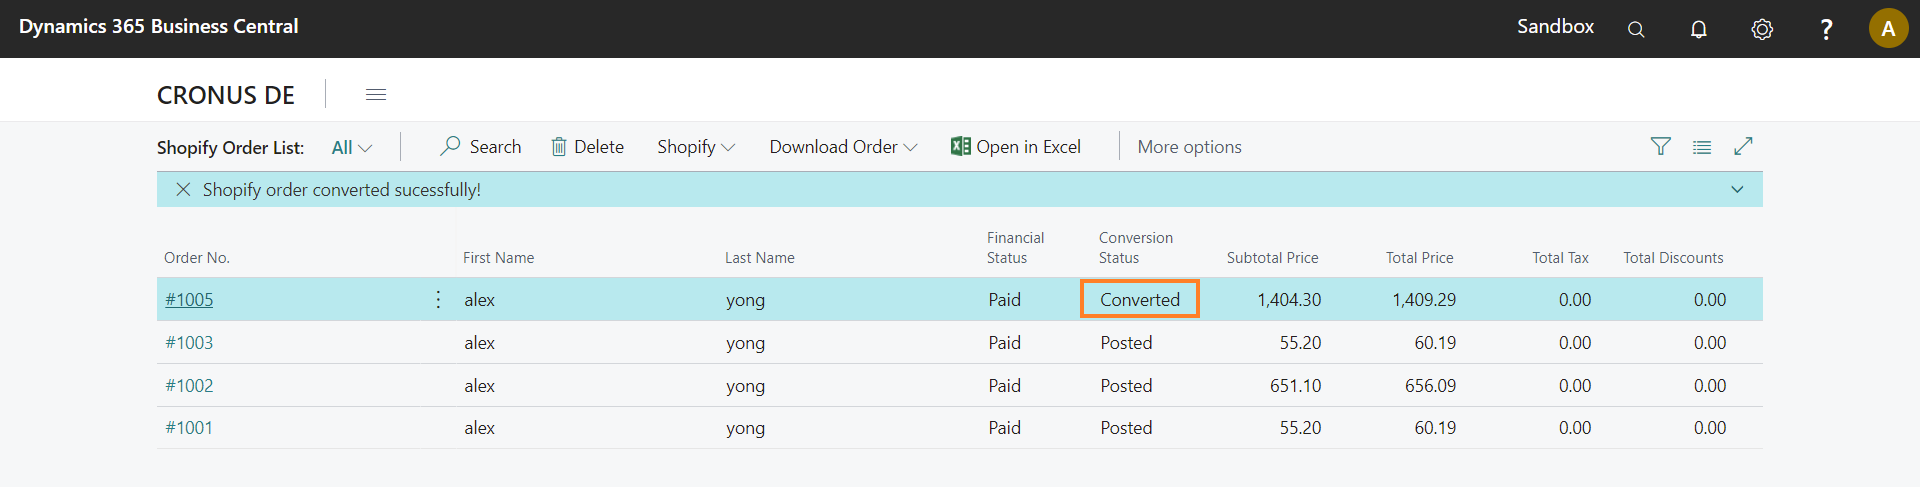 Dynamics 365 Business Central Sandbox ? A
CRONUS DE
Shopify Order List: All Search Delete Shopify Download Order Open in Excel More options
Shopify order converted sucessfully!
Financial Conversion
Order No. First Name Last Name Status Status Subtotal Price Total Price Total Tax Total Discounts
#1005 alex yong Paid Converted 1,404.30 1,409.29 0.00 0.00
#1003 alex yong Paid Posted 55.20 60.19 0.00 0.00
#1002 alex yong Paid Posted 651.10 656.09 0.00 0.00
#1001 alex yong Paid Posted 55.20 60.19 0.00 0.00